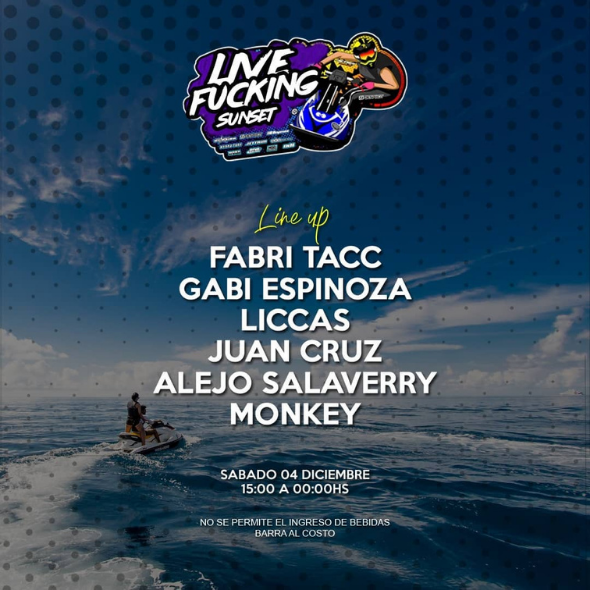 LIVE
FUCKING
SUNSET
Line up
FABRI TACC
GABI ESPINOZA
LICCAS
JUAN CRUZ
ALEJO SALAVERRY
MONKEY
SABADO 04 DICIEMBRE
15:00 A 00:00HS
NO SE PERMITE EL INGRESO DE BEBIDAS
BARRA AL COSTO